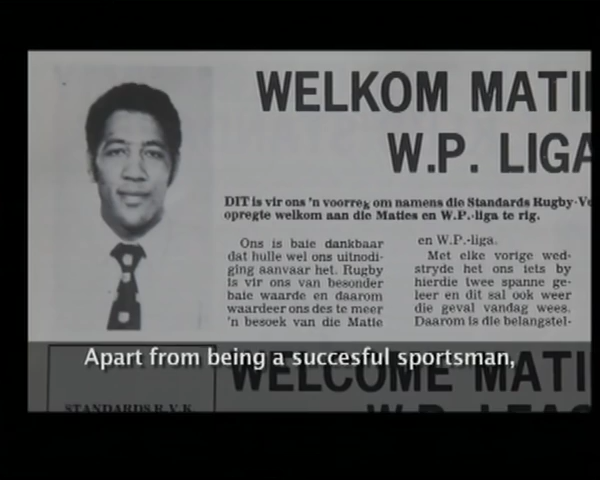 WELKOM MATI
W.P. LIGA
DIT is vir ons 'n voorreg om namens die Standards Rugby-Ve
opregte welkom aan die Maties en W.P.-liga te rig.
Ons is baie dankbaar
dat hulle wel ons uitnodi-
ging aanvaar het. Rugby
is vir ons van besonder
baie waarde en daarom
waardeer ons des te meer
'n besoek van die Matie
en W.P.-liga.
Met elke vorige wed-
stryde het ons iets by
hierdie twee spanne ge-
leer en dit sal ook weer
die geval vandag wees.
Daarom is die belangstel-
Apart from being a succesful sportsman,
WELCOME MATI
W.P. LEAG
STANDARDS R.V.K.